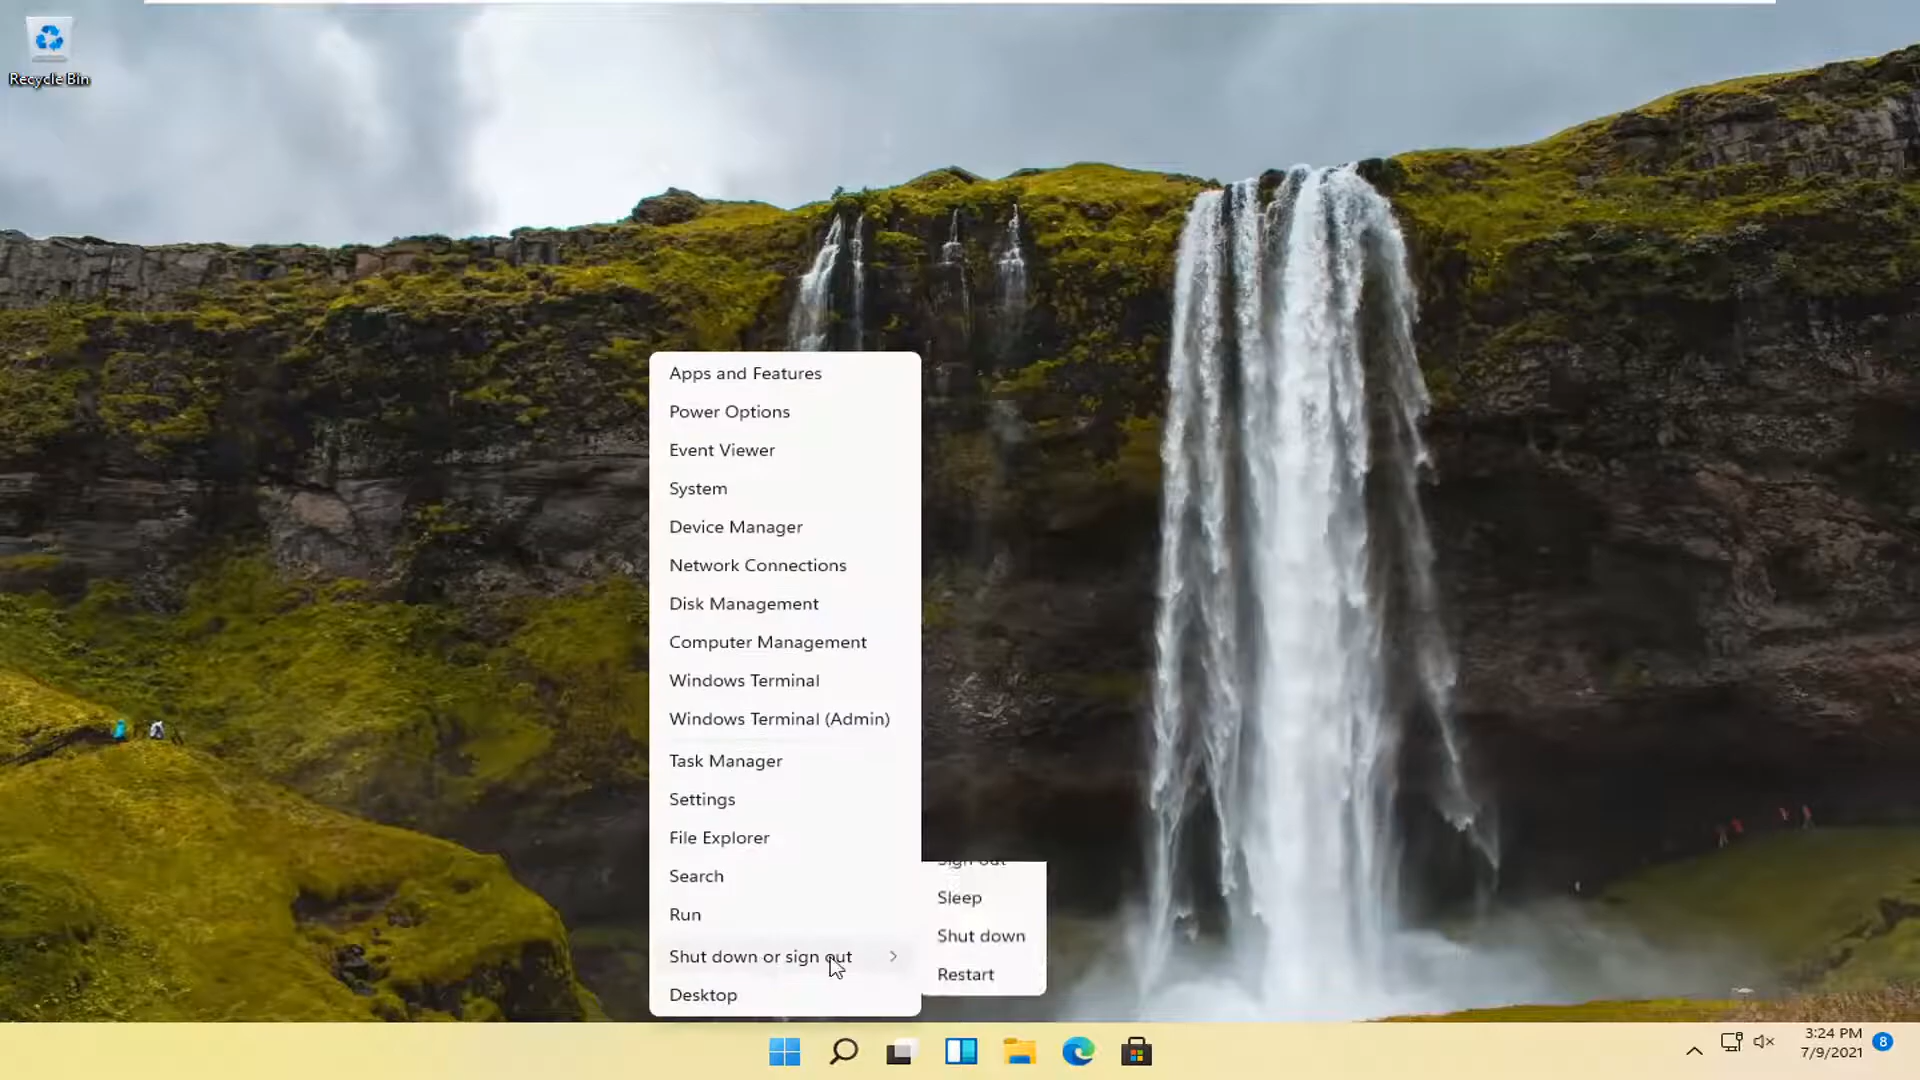 Recycle Bin
Apps and Features
Power Options
Event Viewer
System
Device Manager
Network Connections
Disk Management
Computer Management
Windows Terminal
Windows Terminal (Admin)
Task Manager
Settings
File Explorer
Search
Run
Shut down or sign out
Desktop
Sign out
Sleep
Shut down
Restart
3:24 PM
7/9/2021
8